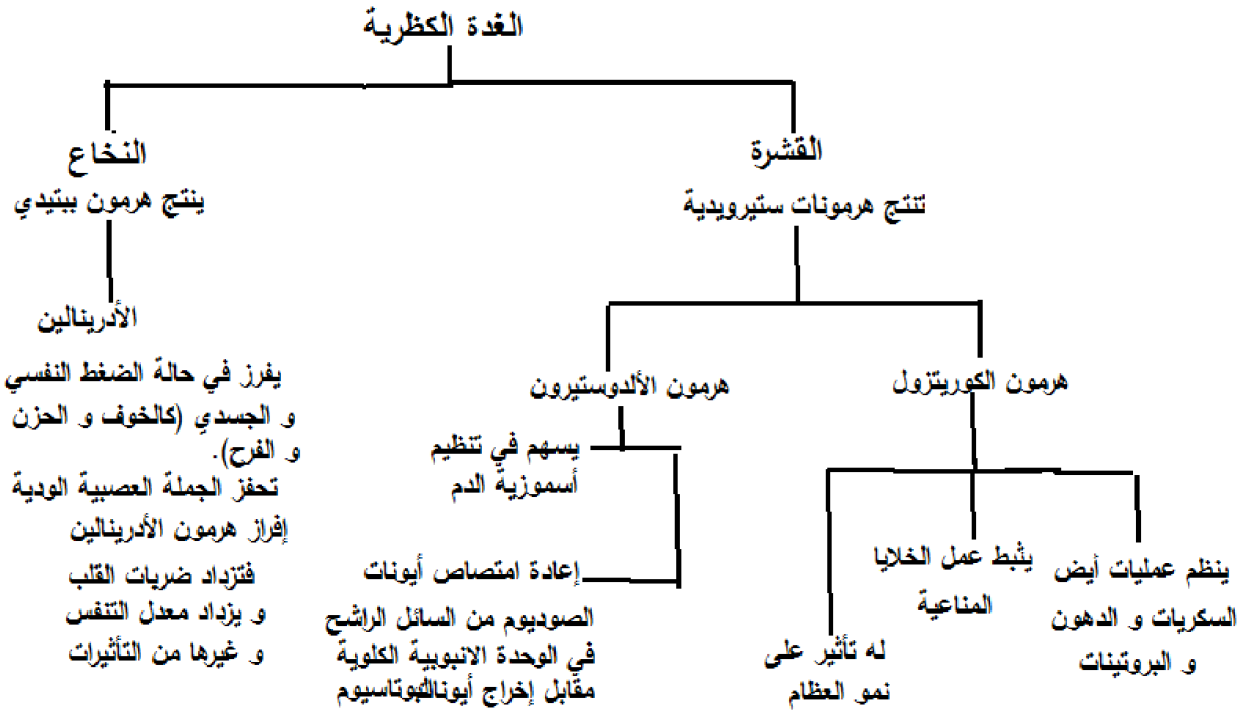 الغدة الكظرية
القشرة
تنتج هرمونات ستيرويدية
هرمون الكوريتزول
ينظم عمليات أيض
السكريات و الدهون
و البروتينات
يثبط عمل الخلايا
المناعية
له تأثير على
نمو العظام
هرمون الألدوستيرون
يسهم في تنظيم
أسموزية الدم
إعادة امتصاص أيونات
الصوديوم من السائل الراشح
في الوحدة الانبوبية الكلوية
مقابل إخراج أيونات البوتاسيوم
النخاع
ينتج هرمون ببتيدي
الأدرينالين
يفرز في حالة الضغط النفسي
و الجسدي (كالخوف و الحزن
و الفرح).
تحفز الجملة العصبية الودية
إفراز هرمون الأدرينالين
فتزداد ضربات القلب
و يزداد معدل التنفس
و غيرها من التأثيرات